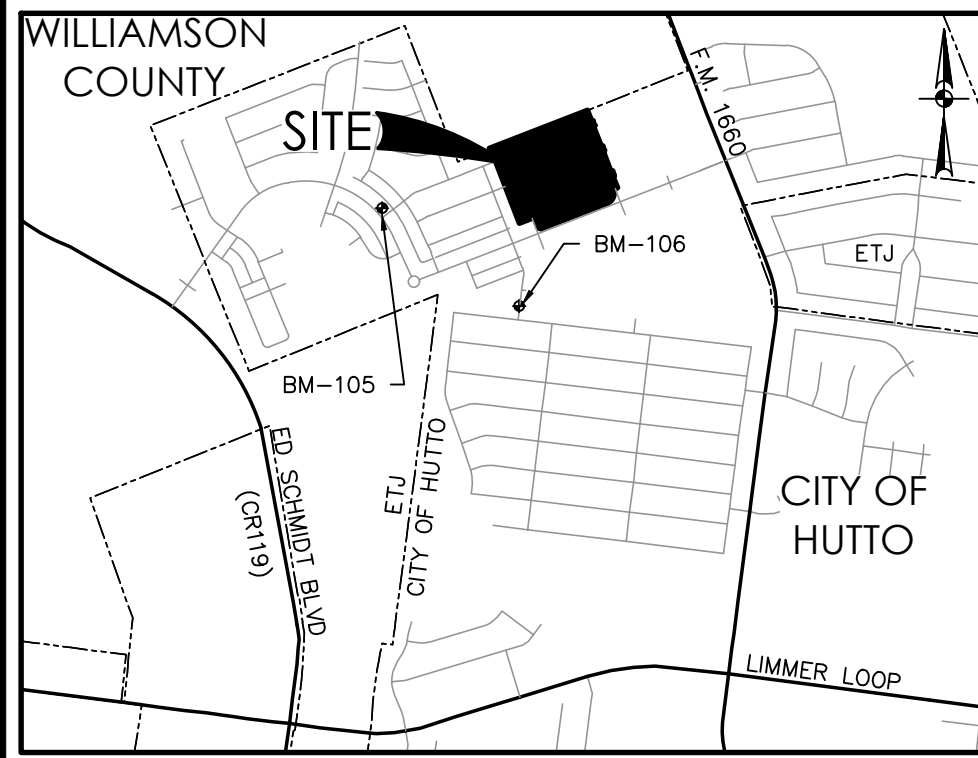 WILLIAMSON
COUNTY
SITE
F.M. 1660
BM-106
ETJ
BM-105
ED SCHMIDT BLVD
(CR119)
ETJ
CITY OF HUTTO
CITY OF
HUTTO
LIMMER LOOP